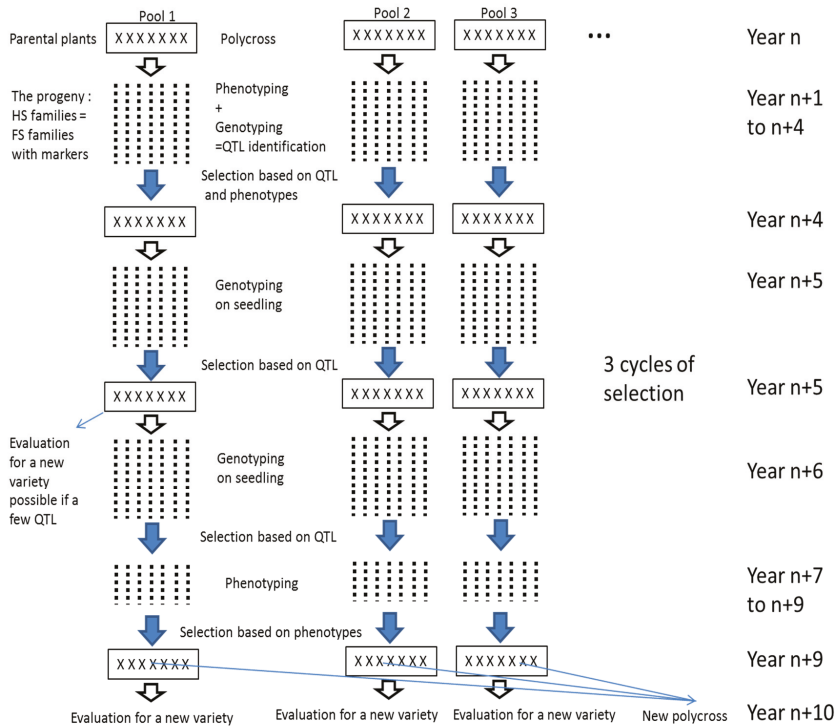 Pool 1 Pool 2 Pool 3
Parental plants XXXXXXX Polycross XXXXXXX XXXXXXX ... Year n
The progeny :
HS families =
FS families
with markers
Phenotyping
+
Genotyping
=QTL identification
Year n+1
to n+4
Selection based on QTL
and phenotypes
XXXXXXX XXXXXXX XXXXXXX Year n+4
Genotyping
on seedling
Year n+5
Selection based on QTL
3 cycles of
selection
XXXXXXX XXXXXXX XXXXXXX Year n+5
Evaluation
for a new
variety
possible if a
few QTL
Genotyping
on seedling
Year n+6
Selection based on QTL
Phenotyping
Year n+7
to n+9
Selection based on phenotypes
XXXXXXX XXXXXXX XXXXXXX Year n+9
Evaluation for a new variety Evaluation for a new variety Evaluation for a new variety New polycross Year n+10